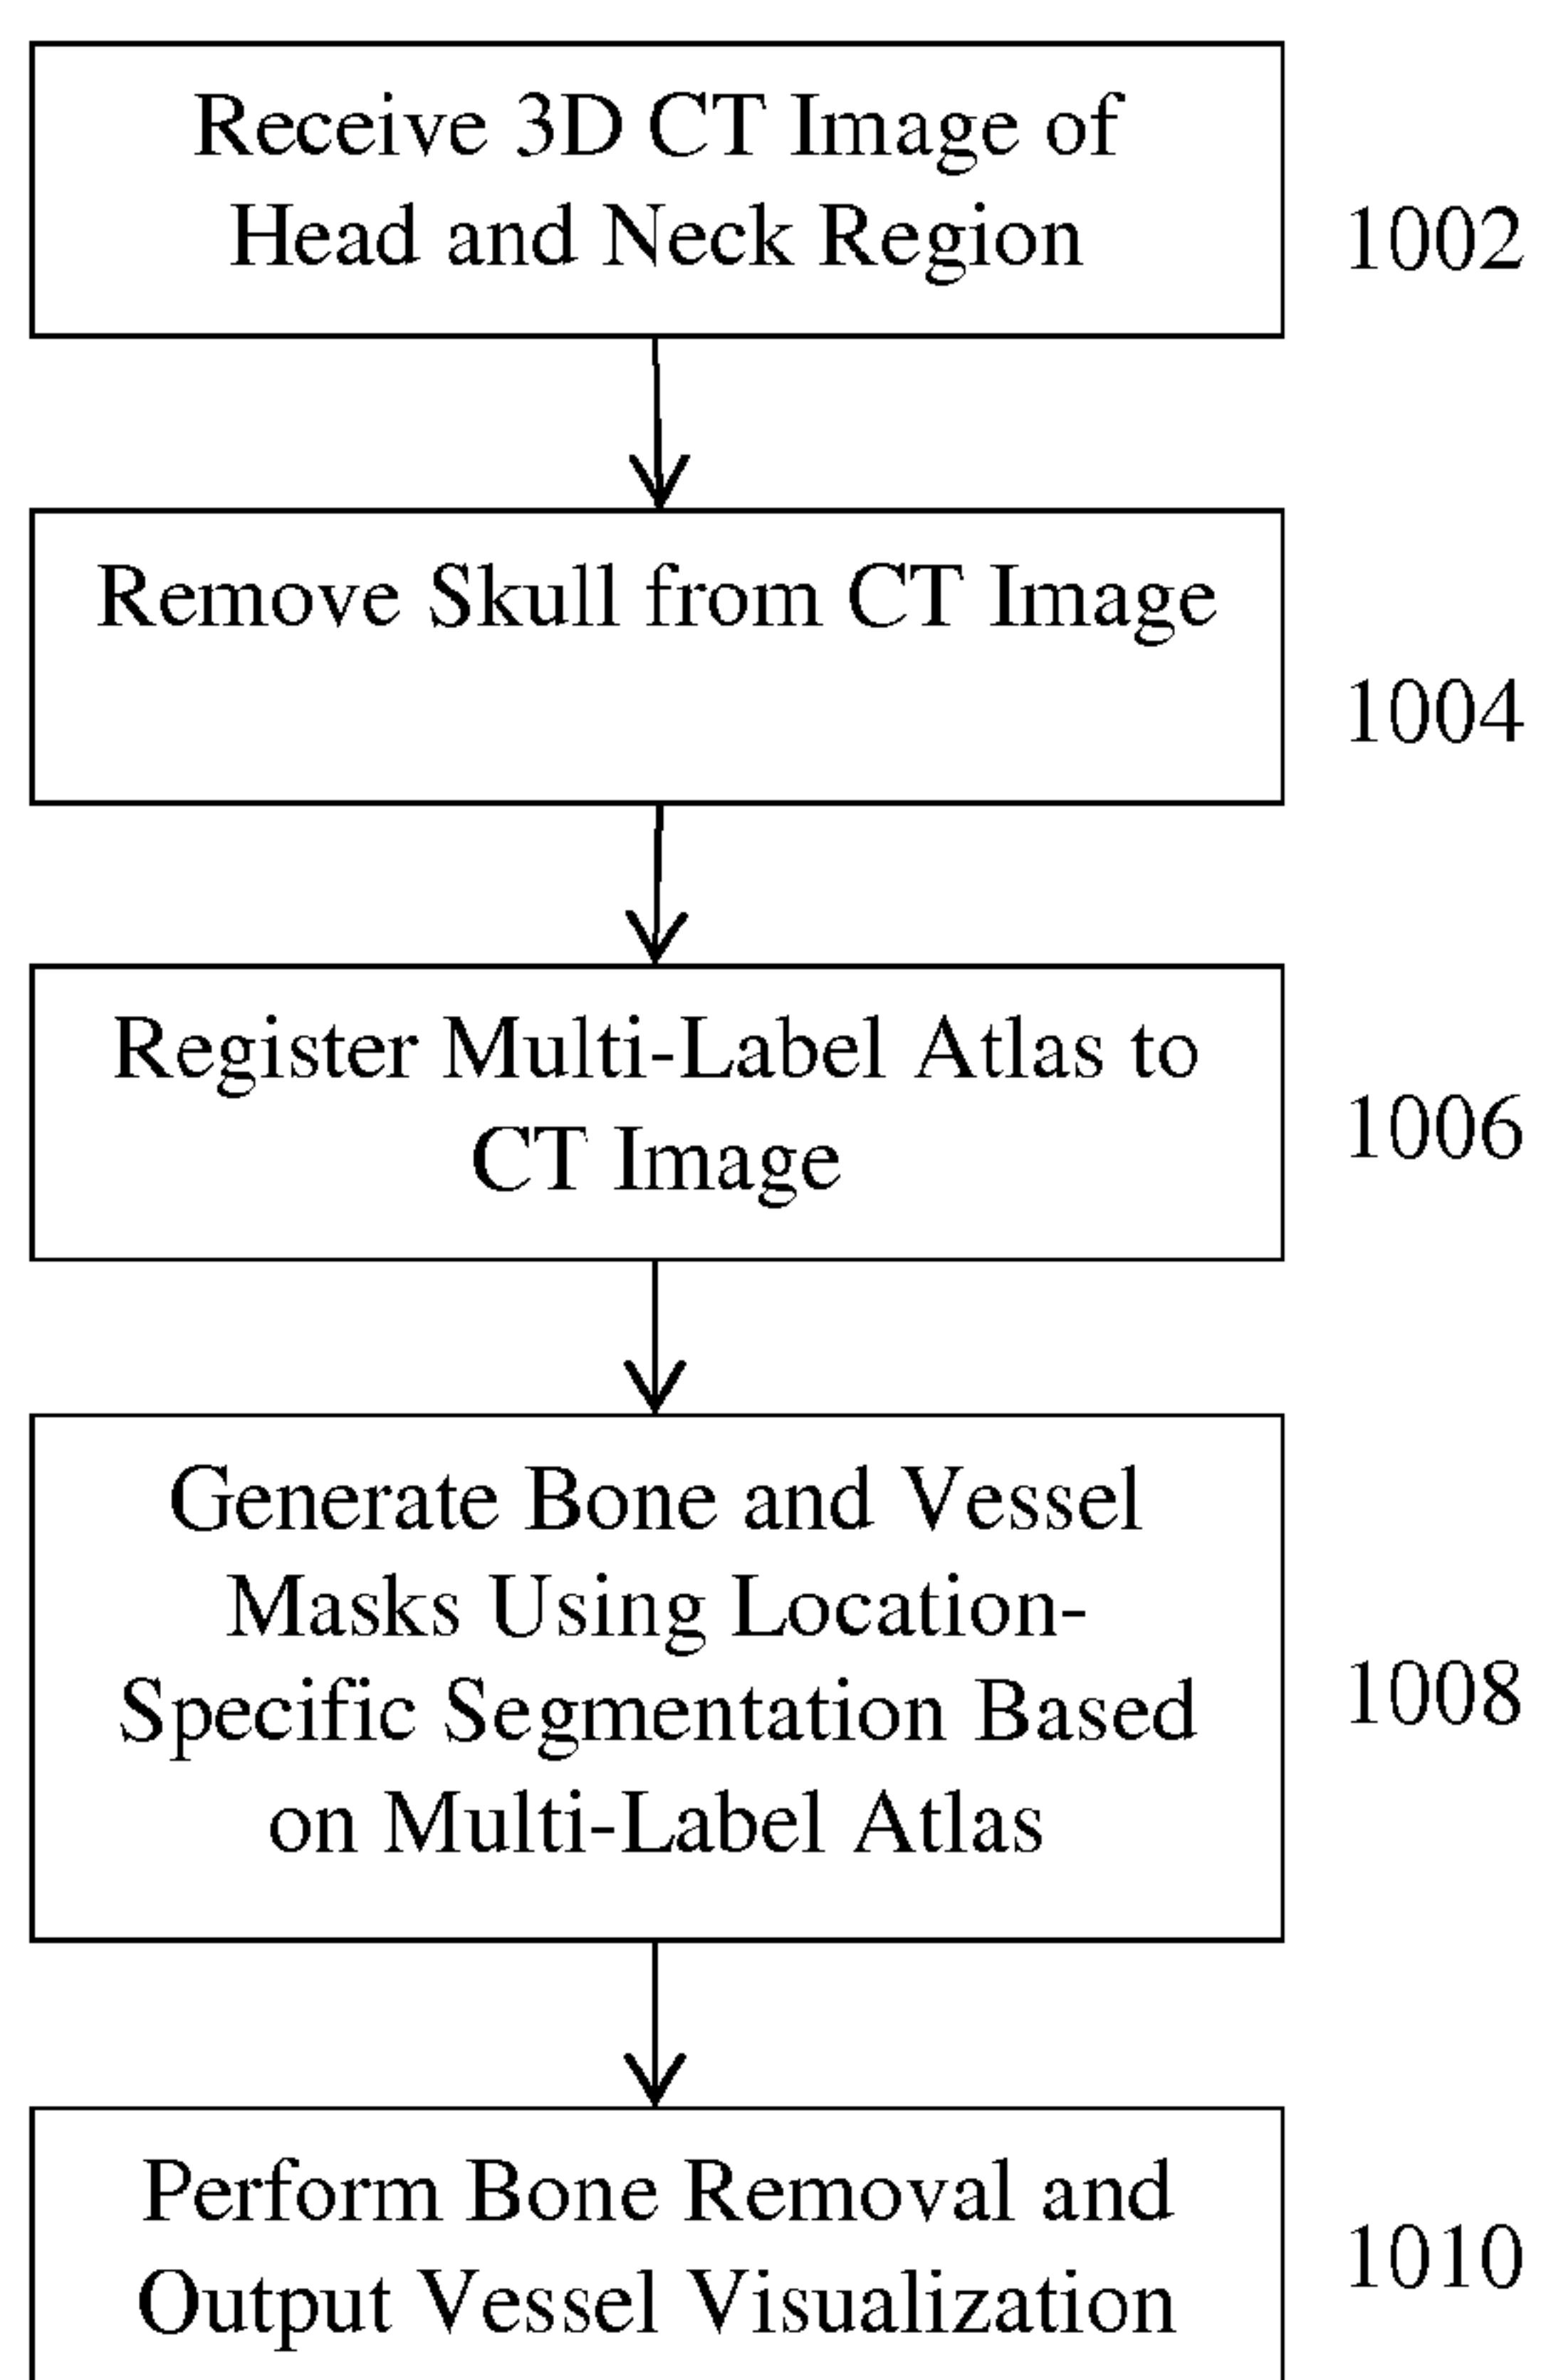 Receive 3D CT Image of
Head and Neck Region
1002
Remove Skull from CT Image
1004
Register Multi-Label Atlas to
CT Image
1006
Generate Bone and Vessel
Masks Using Location-
Specific Segmentation Based
on Multi-Label Atlas
1008
Perform Bone Removal and
Output Vessel Visualization
1010